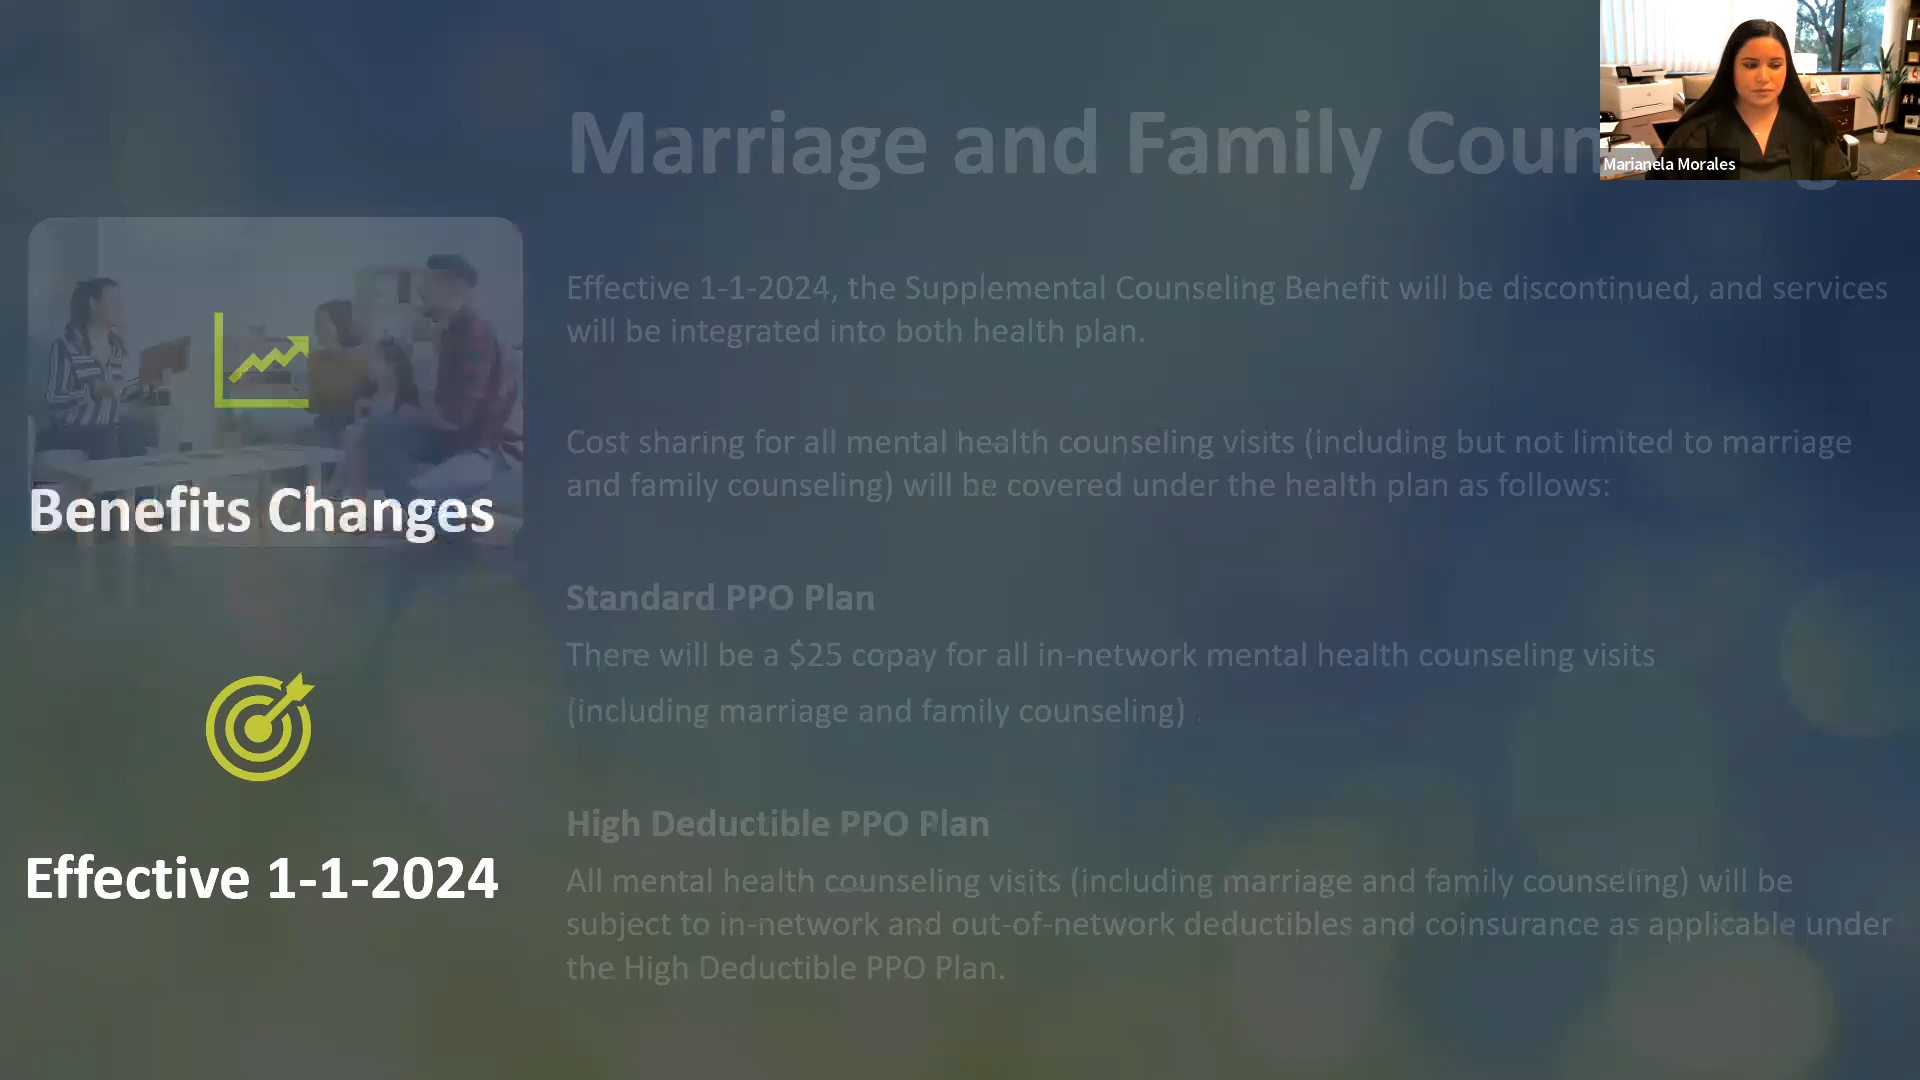 Marriage and Family Coun
Marianela Morales
Effective 1-1-2024, the Supplemental Counseling Benefit will be discontinued, and services
will be integrated into both health plan.
Cost sharing for all mental health counseling visits (including but not limited to marriage
and family counseling) will be covered under the health plan as follows:
Benefits Changes
Standard PPO Plan
There will be a $25 copay for all in-network mental health counseling visits
(including marriage and family counseling)
High Deductible PPO Plan
Effective 1-1-2024
All mental health counseling visits (including marriage and family counseling) will be
subject to in-network and out-of-network deductibles and coinsurance as applicable under
the High Deductible PPO Plan.